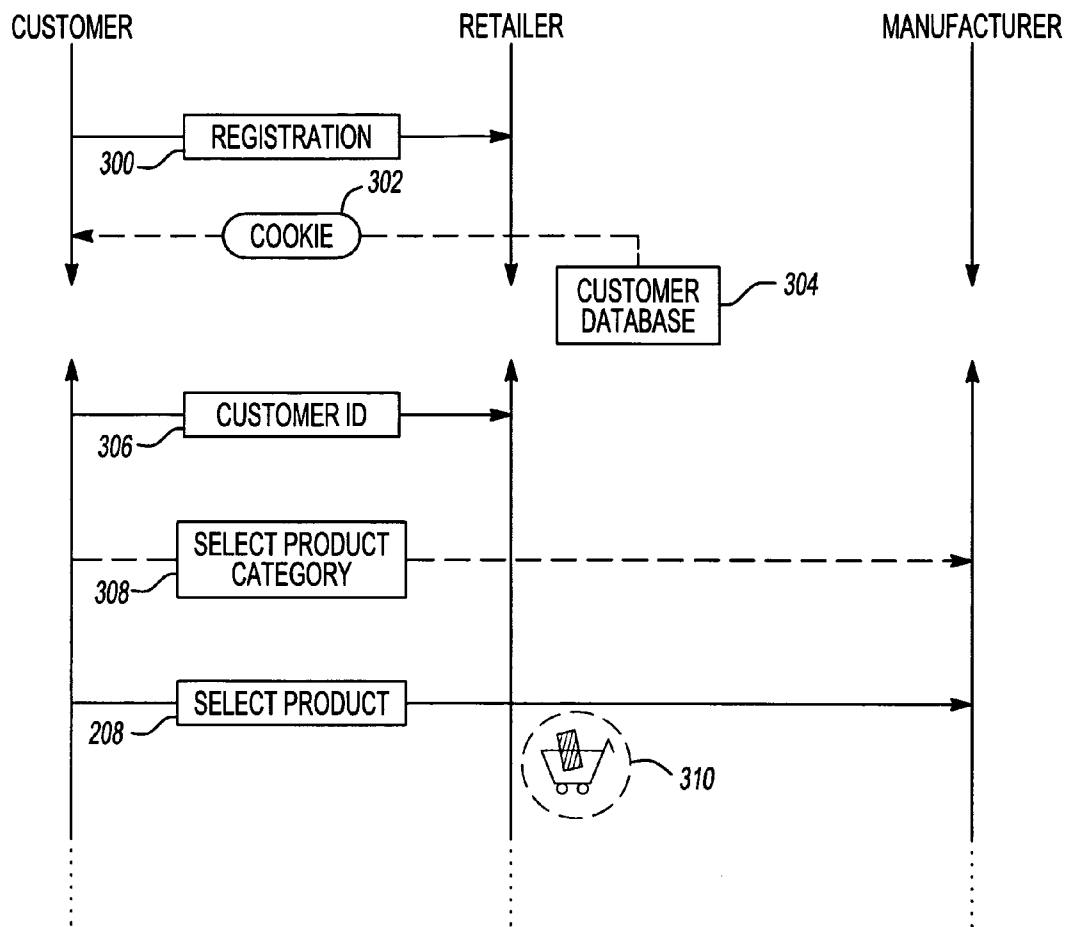 CUSTOMER
RETAILER
MANUFACTURER
REGISTRATION
300
302
COOKIE
CUSTOMER
DATABASE
304
CUSTOMER ID
306
SELECT PRODUCT
CATEGORY
308
SELECT PRODUCT
208
310